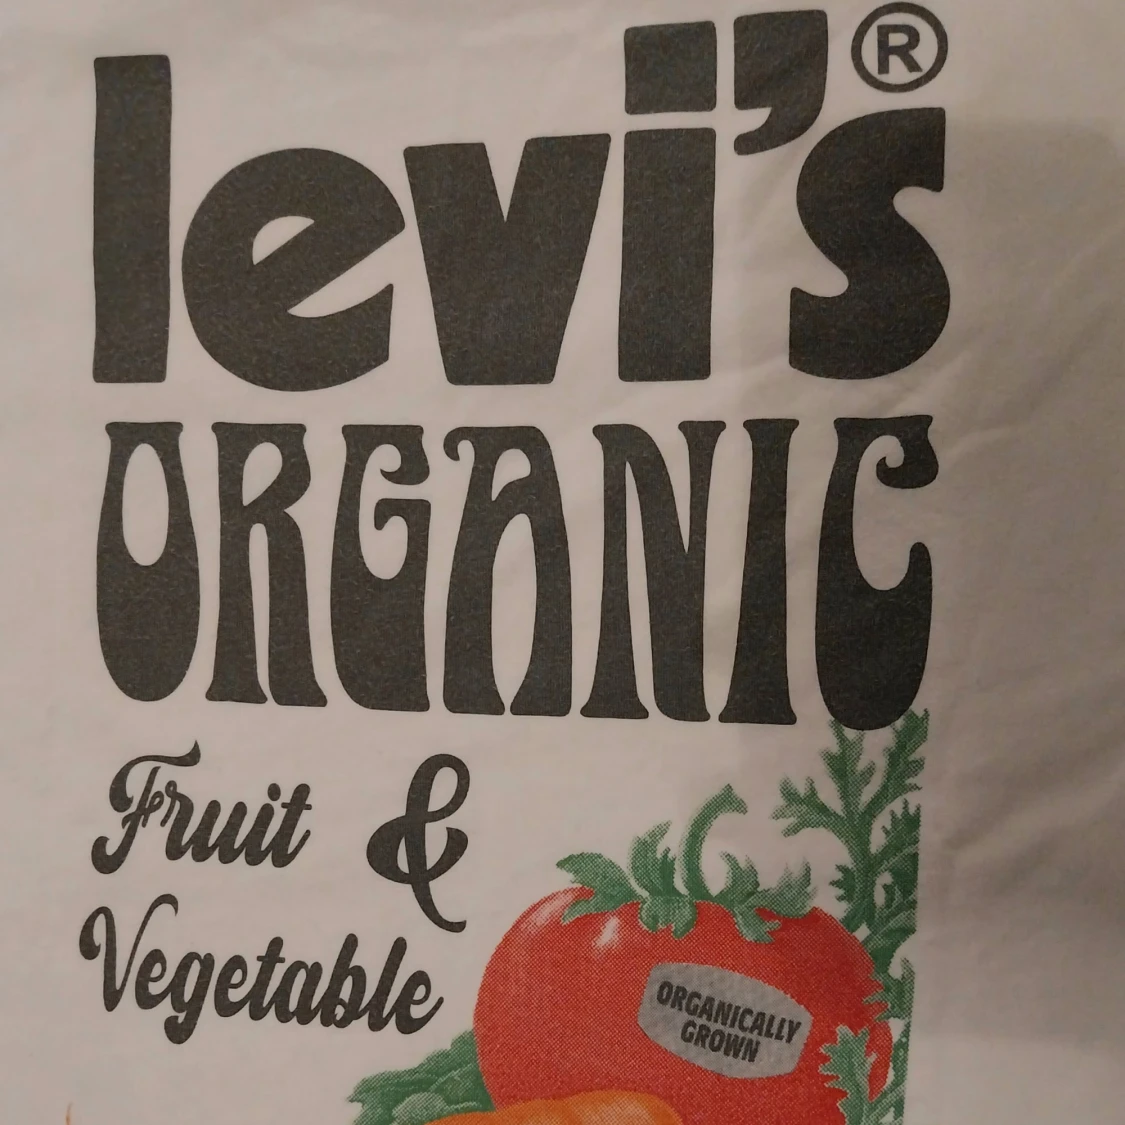 levi's®
ORGANIC
Fruit &
Vegetable
ORGANICALLY
GROWN